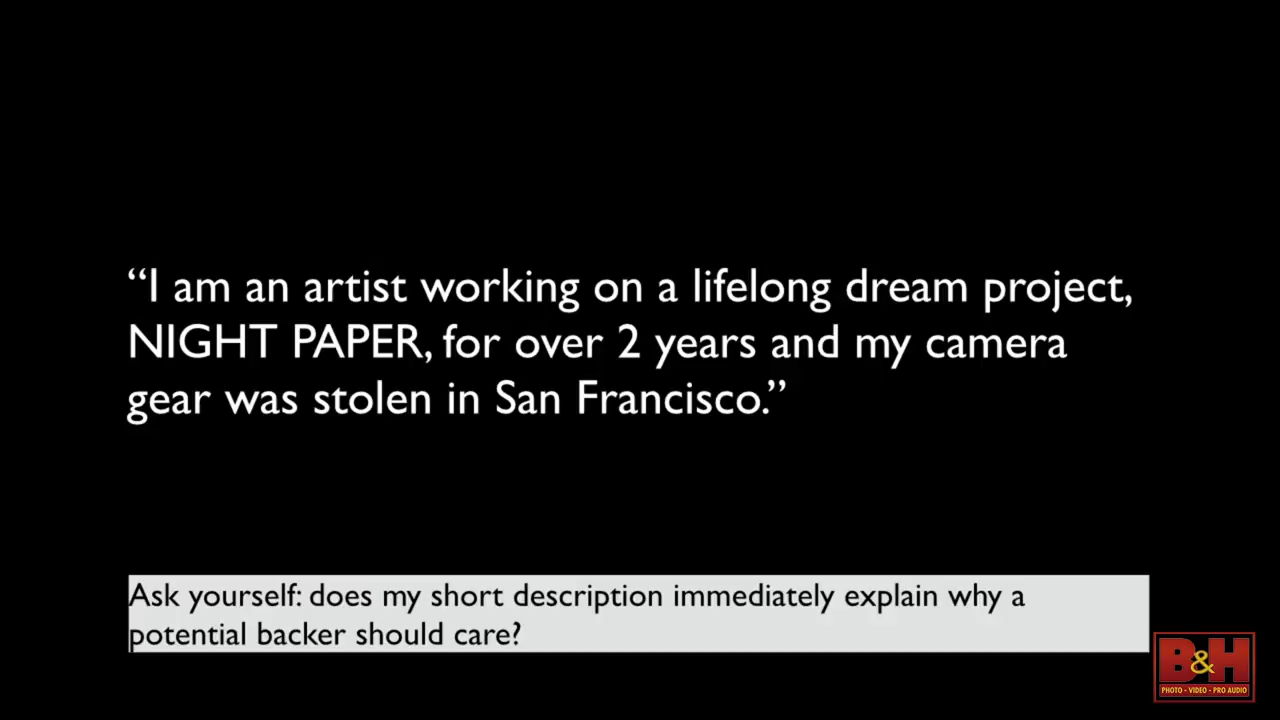 “I am an artist working on a lifelong dream project,
NIGHT PAPER, for over 2 years and my camera
gear was stolen in San Francisco.”
Ask yourself: does my short description immediately explain why a
potential backer should care?
B&H
PHOTO - VIDEO - PRO AUDIO